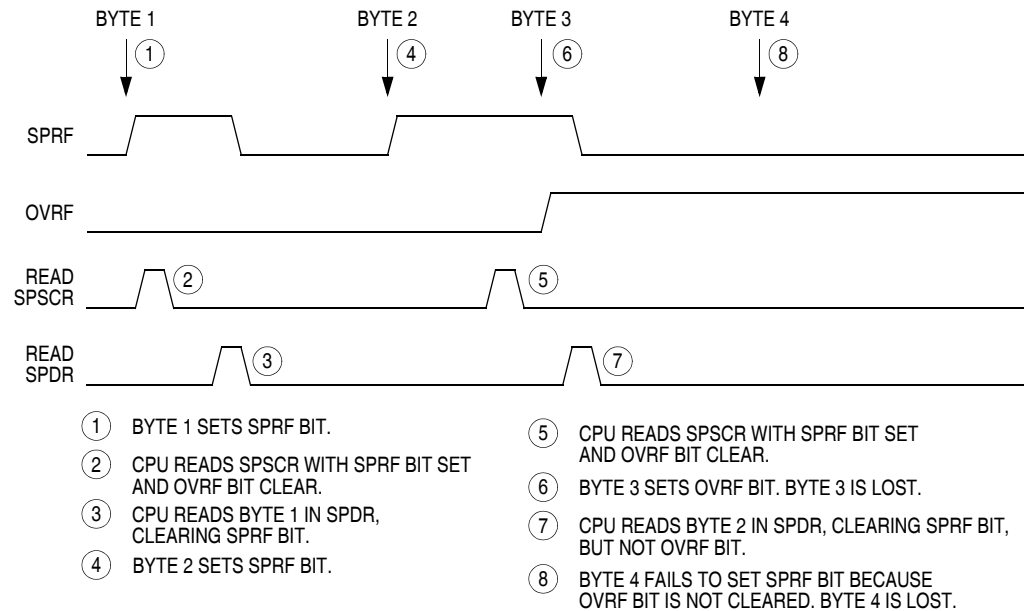 BYTE 1 BYTE 2 BYTE 3 BYTE 4
1 4 6 8
SPRF
OVRF
READ
SPSCR
2 5
READ
SPDR
3 7
1 BYTE 1 SETS SPRF BIT.
2 CPU READS SPSCR WITH SPRF BIT SET
AND OVRF BIT CLEAR.
3 CPU READS BYTE 1 IN SPDR,
CLEARING SPRF BIT.
4 BYTE 2 SETS SPRF BIT.
5 CPU READS SPSCR WITH SPRF BIT SET
AND OVRF BIT CLEAR.
6 BYTE 3 SETS OVRF BIT. BYTE 3 IS LOST.
7 CPU READS BYTE 2 IN SPDR, CLEARING SPRF BIT,
BUT NOT OVRF BIT.
8 BYTE 4 FAILS TO SET SPRF BIT BECAUSE
OVRF BIT IS NOT CLEARED. BYTE 4 IS LOST.